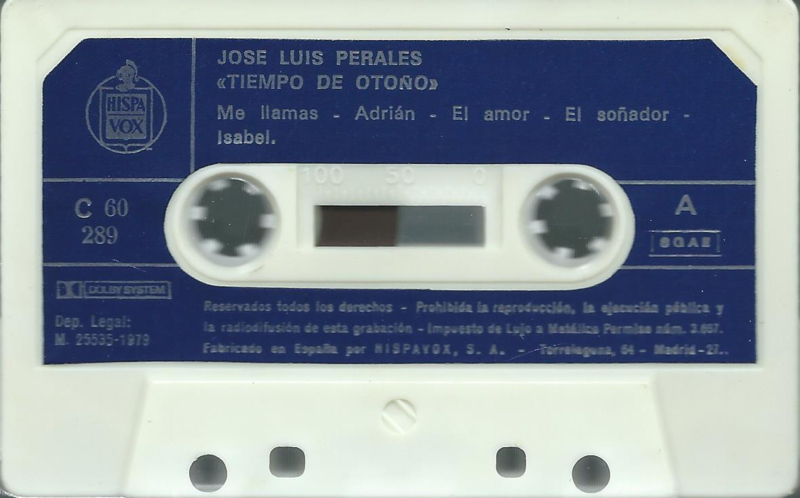 JOSE LUIS PERALES
«TIEMPO DE OTOÑO»
Me llamas - Adrián - El amor - El soñador -
Isabel.
HISPA
VOX
100 50 0
C 60
289
A
SGAE
DOLBY SYSTEM
Dep. Legal:
M. 25535-1979
Reservados todos los derechos - Prohibida la reproducción, la ejecución pública y
la radiodifusión de esta grabación - Impuesto de Lujo a Metálico Permiso núm. 3.657.
Fabricado en España por HISPAVOX, S. A. - Torrelaguna, 64 - Madrid-27.